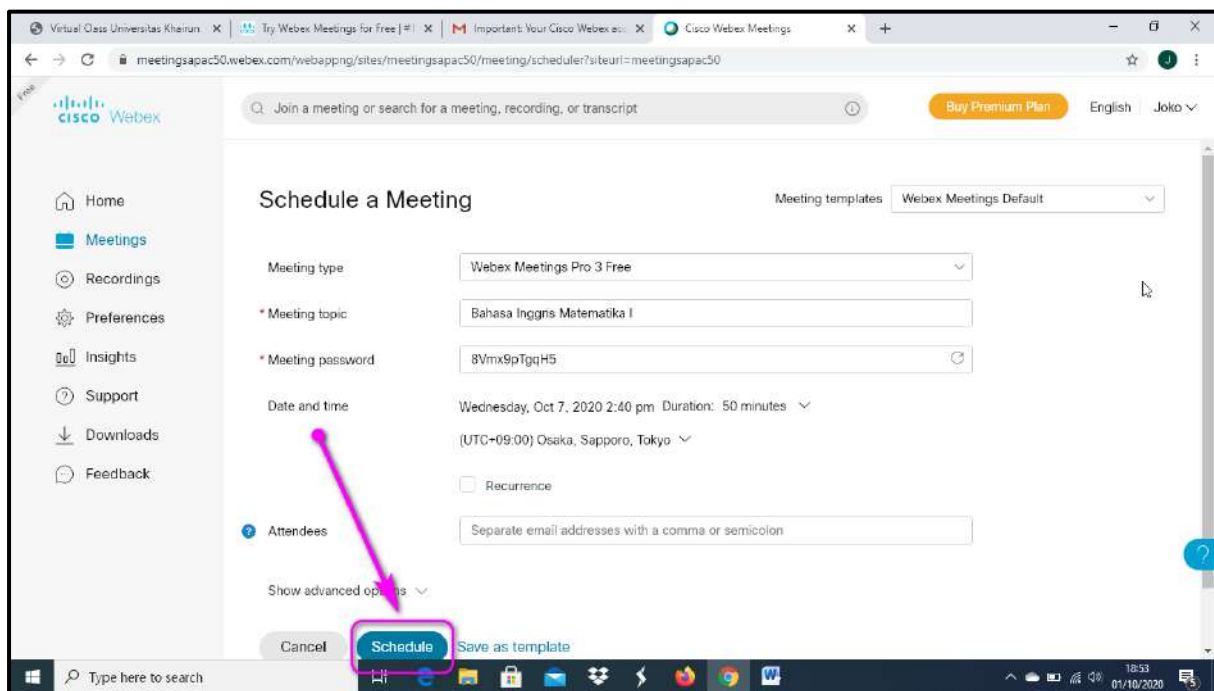 Virtual Class Universitas Khairun
Try Webex Meetings for Free | #1
Important: Your Cisco Webex acc
Cisco Webex Meetings
meetingsapac50.webex.com/webappng/sites/meetingsapac50/meeting/scheduler?siteurl=meetingsapac50
J
Free
cisco Webex
Join a meeting or search for a meeting, recording, or transcript
Buy Premium Plan
English
Joko
Home
Meetings
Recordings
Preferences
Insights
Support
Downloads
Feedback
Schedule a Meeting
Meeting templates
Webex Meetings Default
Meeting type
Webex Meetings Pro 3 Free
* Meeting topic
Bahasa Inggris Matematika I
* Meeting password
8Vmx9pTgqH5
Date and time
Wednesday, Oct 7, 2020 2:40 pm Duration: 50 minutes
(UTC+09:00) Osaka, Sapporo, Tokyo
Recurrence
? Attendees
Separate email addresses with a comma or semicolon
?
Show advanced options
Cancel
Schedule
Save as template
Type here to search
18:53
01/10/2020